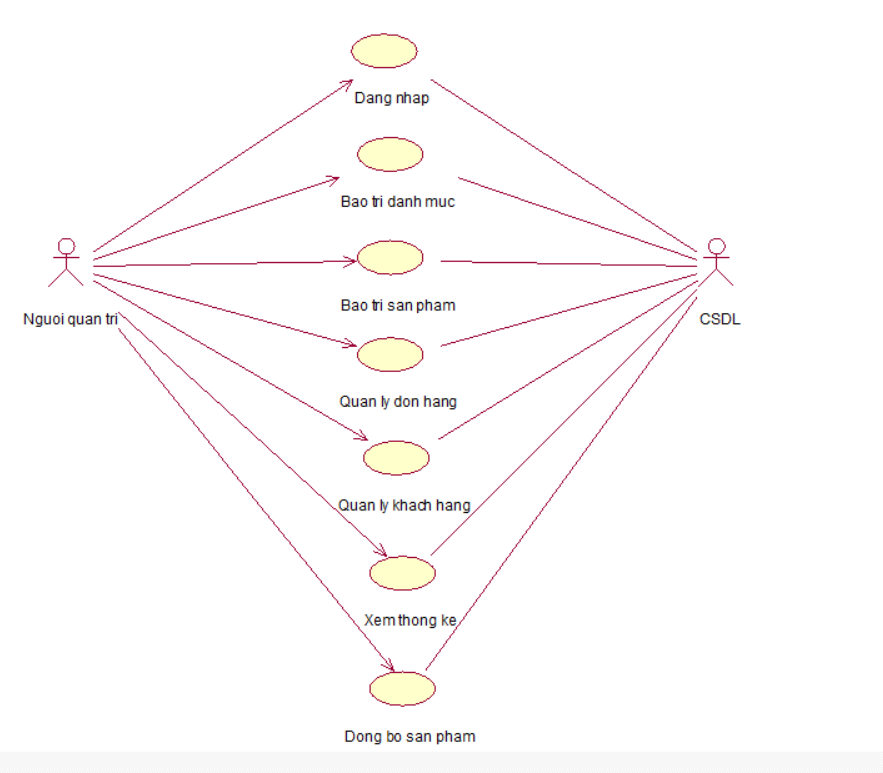 Dang nhap
Bao tri danh muc
Bao tri san pham
Nguoi quan tri
CSDL
Quan ly don hang
Quan ly khach hang
Xem thong ke
Dong bo san pham